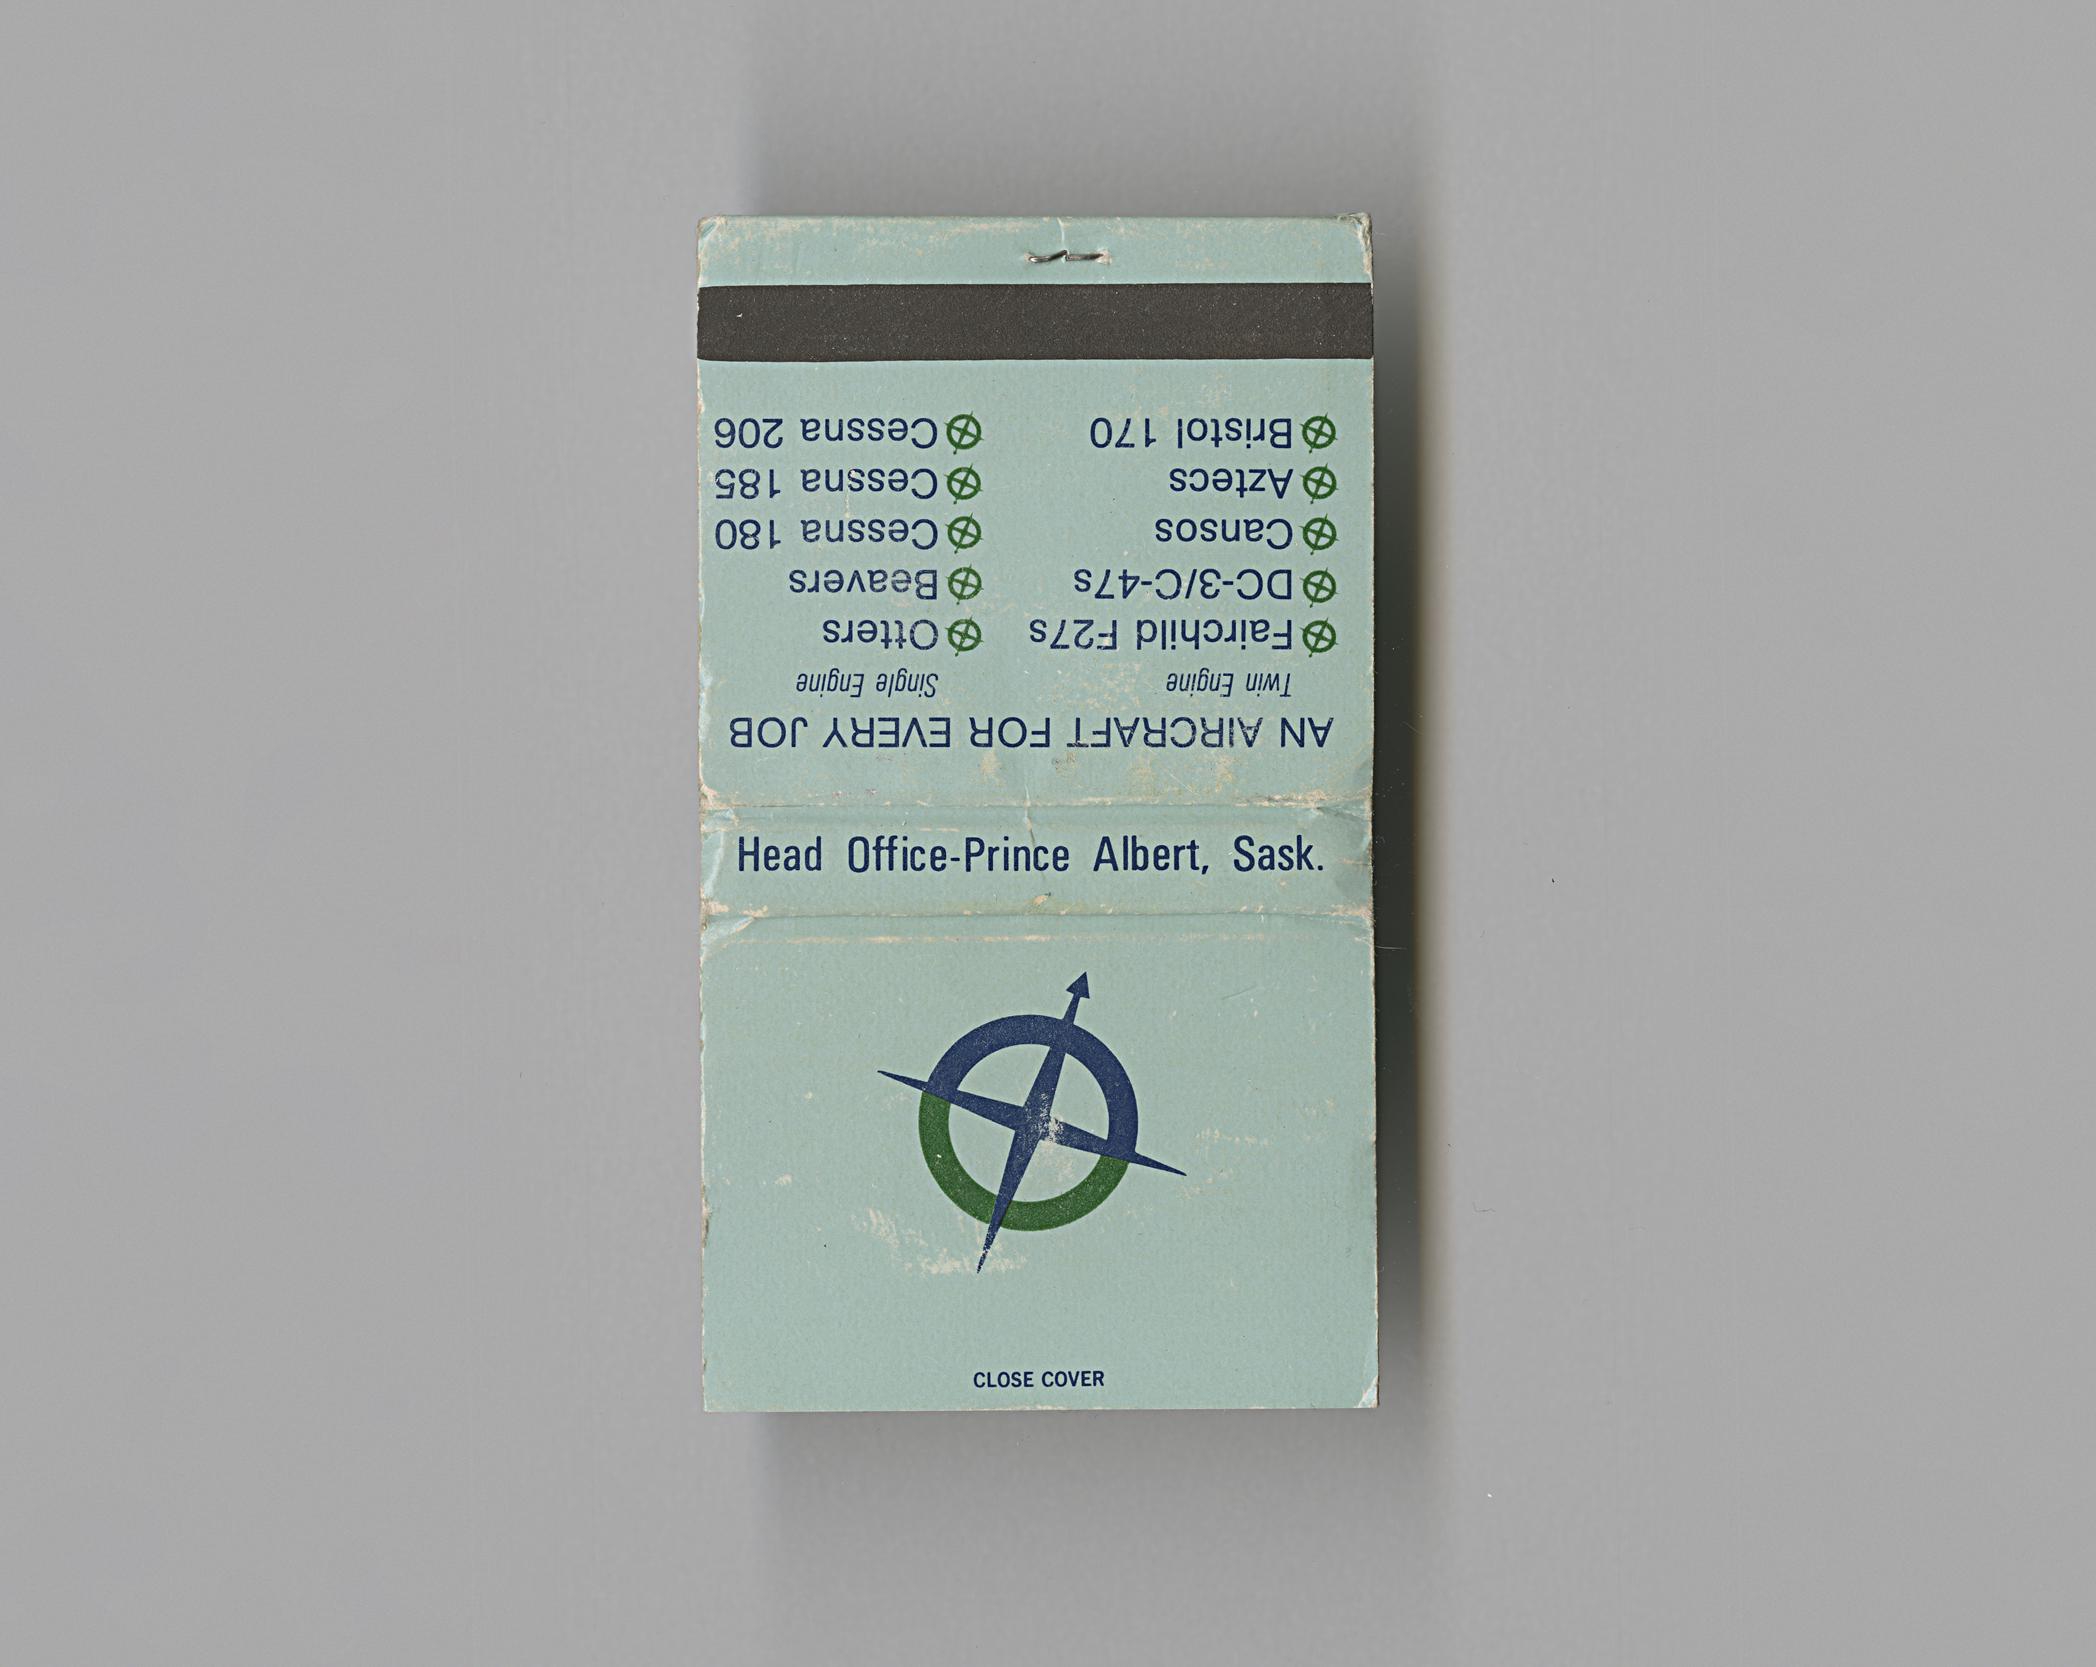 AN AIRCRAFT FOR EVERY JOB
Twin Engine
Fairchild F27s
DC-3/C-47s
Cansos
Aztecs
Bristol 170
Single Engine
Otters
Beavers
Cessna 180
Cessna 185
Cessna 206
Head Office-Prince Albert, Sask.
CLOSE COVER